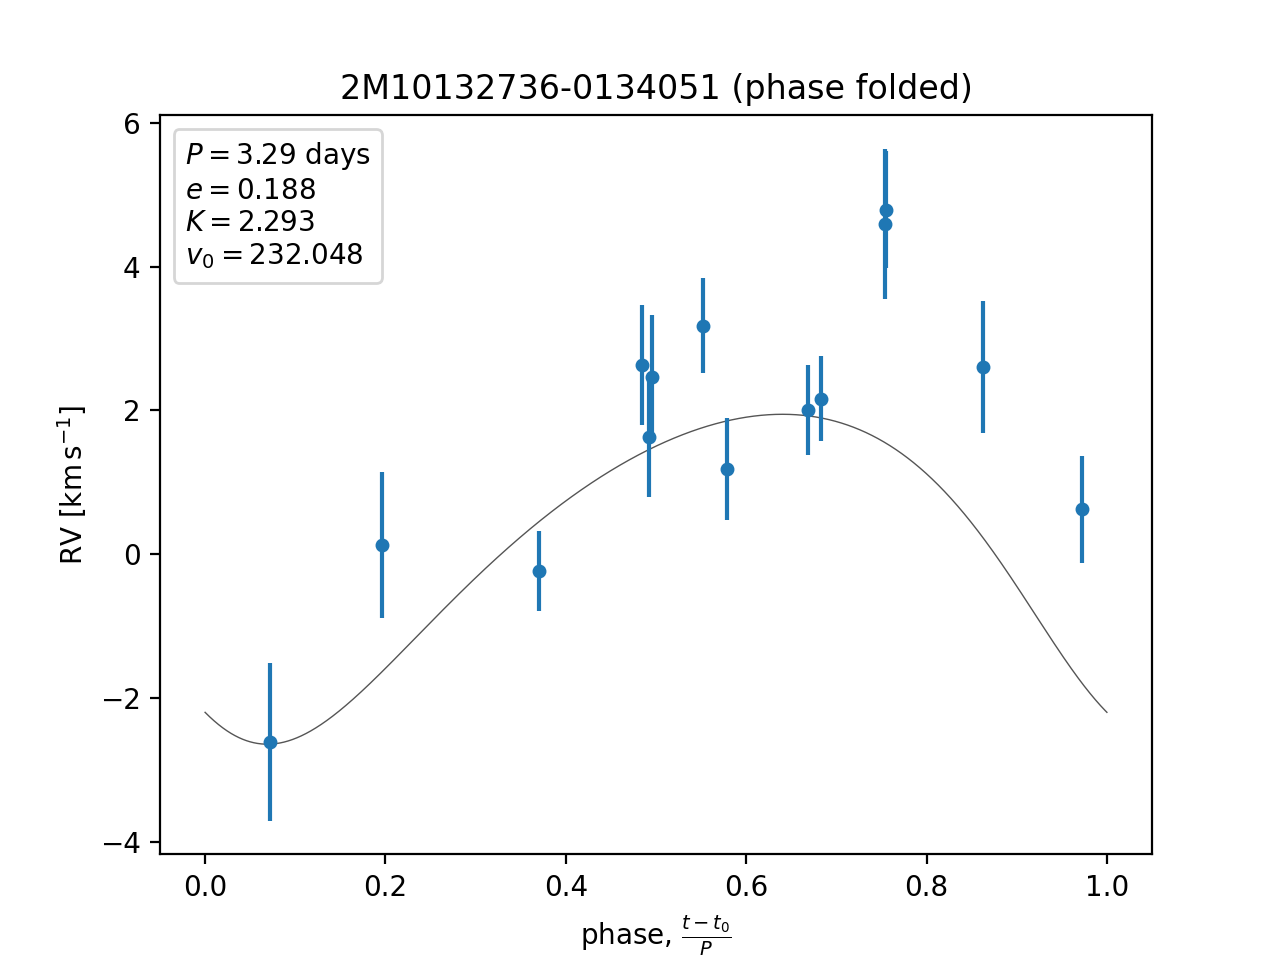 2M10132736-0134051 (phase folded)
P = 3.29 days
e = 0.188
K = 2.293
v₀ = 232.048
6
4
2
0
−2
−4
RV [km s⁻¹]
0.0 0.2 0.4 0.6 0.8 1.0
phase, (t − t₀)/P